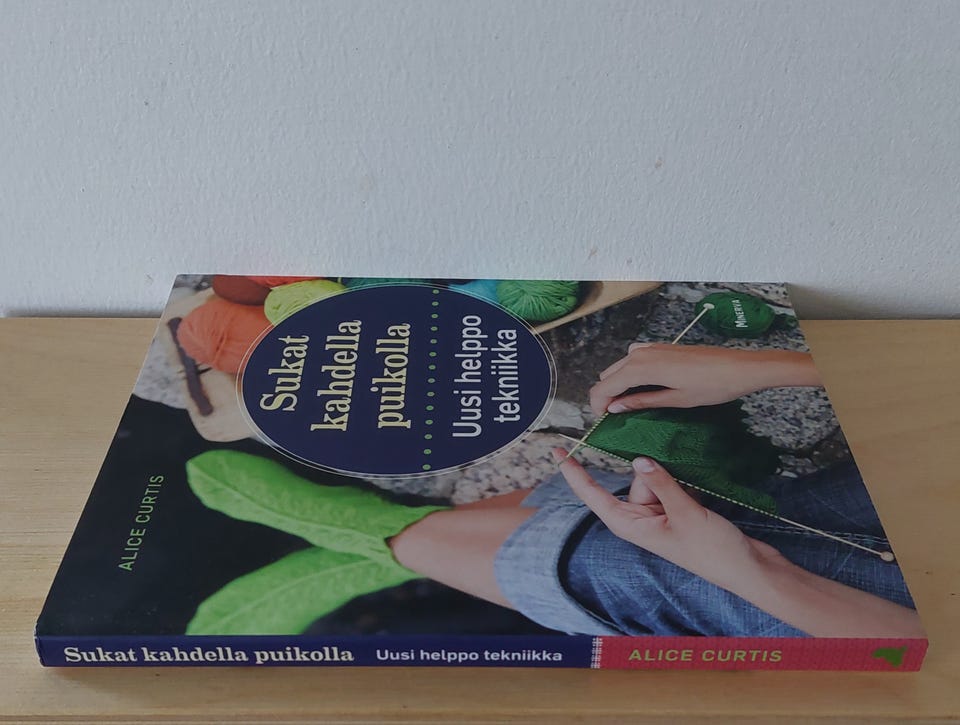 ALICE CURTIS
Sukat
kahdella
puikolla
Uusi helppo
tekniikka
MINERVA
Sukat kahdella puikolla Uusi helppo tekniikka ALICE CURTIS